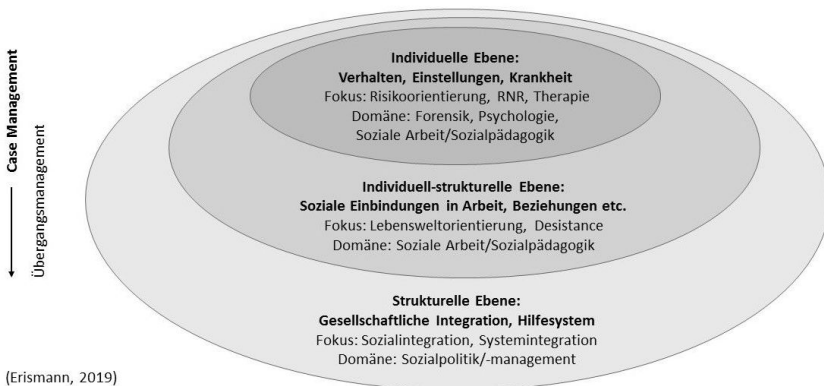 Case Management
Übergangsmanagement
Individuelle Ebene:
Verhalten, Einstellungen, Krankheit
Fokus: Risikoorientierung, RNR, Therapie
Domäne: Forensik, Psychologie,
Soziale Arbeit/Sozialpädagogik
Individuell-strukturelle Ebene:
Soziale Einbindungen in Arbeit, Beziehungen etc.
Fokus: Lebensweltorientierung, Desistance
Domäne: Soziale Arbeit/Sozialpädagogik
Strukturelle Ebene:
Gesellschaftliche Integration, Hilfesystem
Fokus: Sozialintegration, Systemintegration
Domäne: Sozialpolitik/-management
(Erismann, 2019)